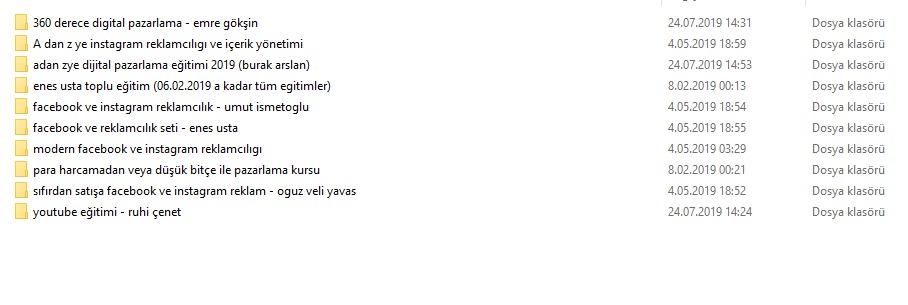 360 derece digital pazarlama - emre gökşin 24.07.2019 14:31 Dosya klasörü
A dan z ye instagram reklamcılıgı ve içerik yönetimi 4.05.2019 18:59 Dosya klasörü
adan zye dijital pazarlama eğitimi 2019 (burak arslan) 24.07.2019 14:53 Dosya klasörü
enes usta toplu eğitim (06.02.2019 a kadar tüm egitimler) 8.02.2019 00:13 Dosya klasörü
facebook ve instagram reklamcılık - umut ismetoglu 4.05.2019 18:54 Dosya klasörü
facebook ve reklamcılık seti - enes usta 4.05.2019 18:55 Dosya klasörü
modern facebook ve instagram reklamcılıgı 4.05.2019 03:29 Dosya klasörü
para harcamadan veya düşük bitçe ile pazarlama kursu 8.02.2019 00:21 Dosya klasörü
sıfırdan satışa facebook ve instagram reklam - oguz veli yavas 4.05.2019 18:52 Dosya klasörü
youtube eğitimi - ruhi çenet 24.07.2019 14:24 Dosya klasörü